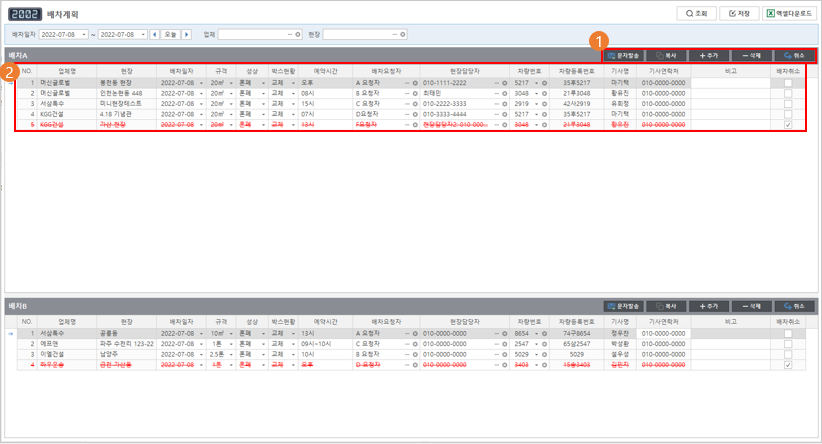 2002 배차계획 조회 저장 엑셀다운로드
배차일자 2022-07-08 ~ 2022-07-08 오늘 업체 현장
1
배차A 문자발송 복사 추가 삭제 취소
2
NO. 업체명 현장 배차일자 규격 성상 박스현황 예약시간 배차요청자 현장담당자 차량번호 차량등록번호 기사명 기사연락처 비고 배차취소
1 머신글로벌 봉천동 현장 2022-07-08 20㎥ 혼폐 교체 오후 A 요청자 010-1111-2222 5217 35후5217 마기택 010-0000-0000
2 머신글로벌 인천논현동 448 2022-07-08 20㎥ 혼폐 교체 08시 B 요청자 최태민 3048 21루3048 황유진 010-0000-0000
3 서삼특수 미니현장테스트 2022-07-08 20㎥ 혼폐 교체 15시 C 요청자 010-2222-3333 2919 42서2919 유희정 010-0000-0000
4 KGG건설 4.18 기념관 2022-07-08 20㎥ 혼폐 교체 07시 D요청자 010-3333-4444 5217 35후5217 마기택 010-0000-0000
5 KGG건설 가산 현장 2022-07-08 20㎥ 혼폐 교체 13시 F요청자 현장담당자2. 010-000... 3048 21루3048 황유진 010-0000-0000
배차B 문자발송 복사 추가 삭제 취소
NO. 업체명 현장 배차일자 규격 성상 박스현황 예약시간 배차요청자 현장담당자 차량번호 차량등록번호 기사명 기사연락처 비고 배차취소
1 서삼특수 공릉동 2022-07-08 10㎥ 혼폐 교체 13시 A 요청자 010-0000-0000 8654 74구8654 정우찬 010-0000-0000
2 에프엔 파주 수전리 123-22 2022-07-08 1톤 혼폐 교체 09시~10시 C 요청자 010-0000-0000 2547 65삼2547 박성환 010-0000-0000
3 이엘건설 남양주 2022-07-08 2.5톤 혼폐 교체 10시 B 요청자 010-0000-0000 5029 5029 설우성 010-0000-0000
4 하우운송 금천 가산동 2022-07-08 1톤 혼폐 교체 오후 D 요청자 010-0000-0000 3403 15승3403 김민지 010-0000-0000